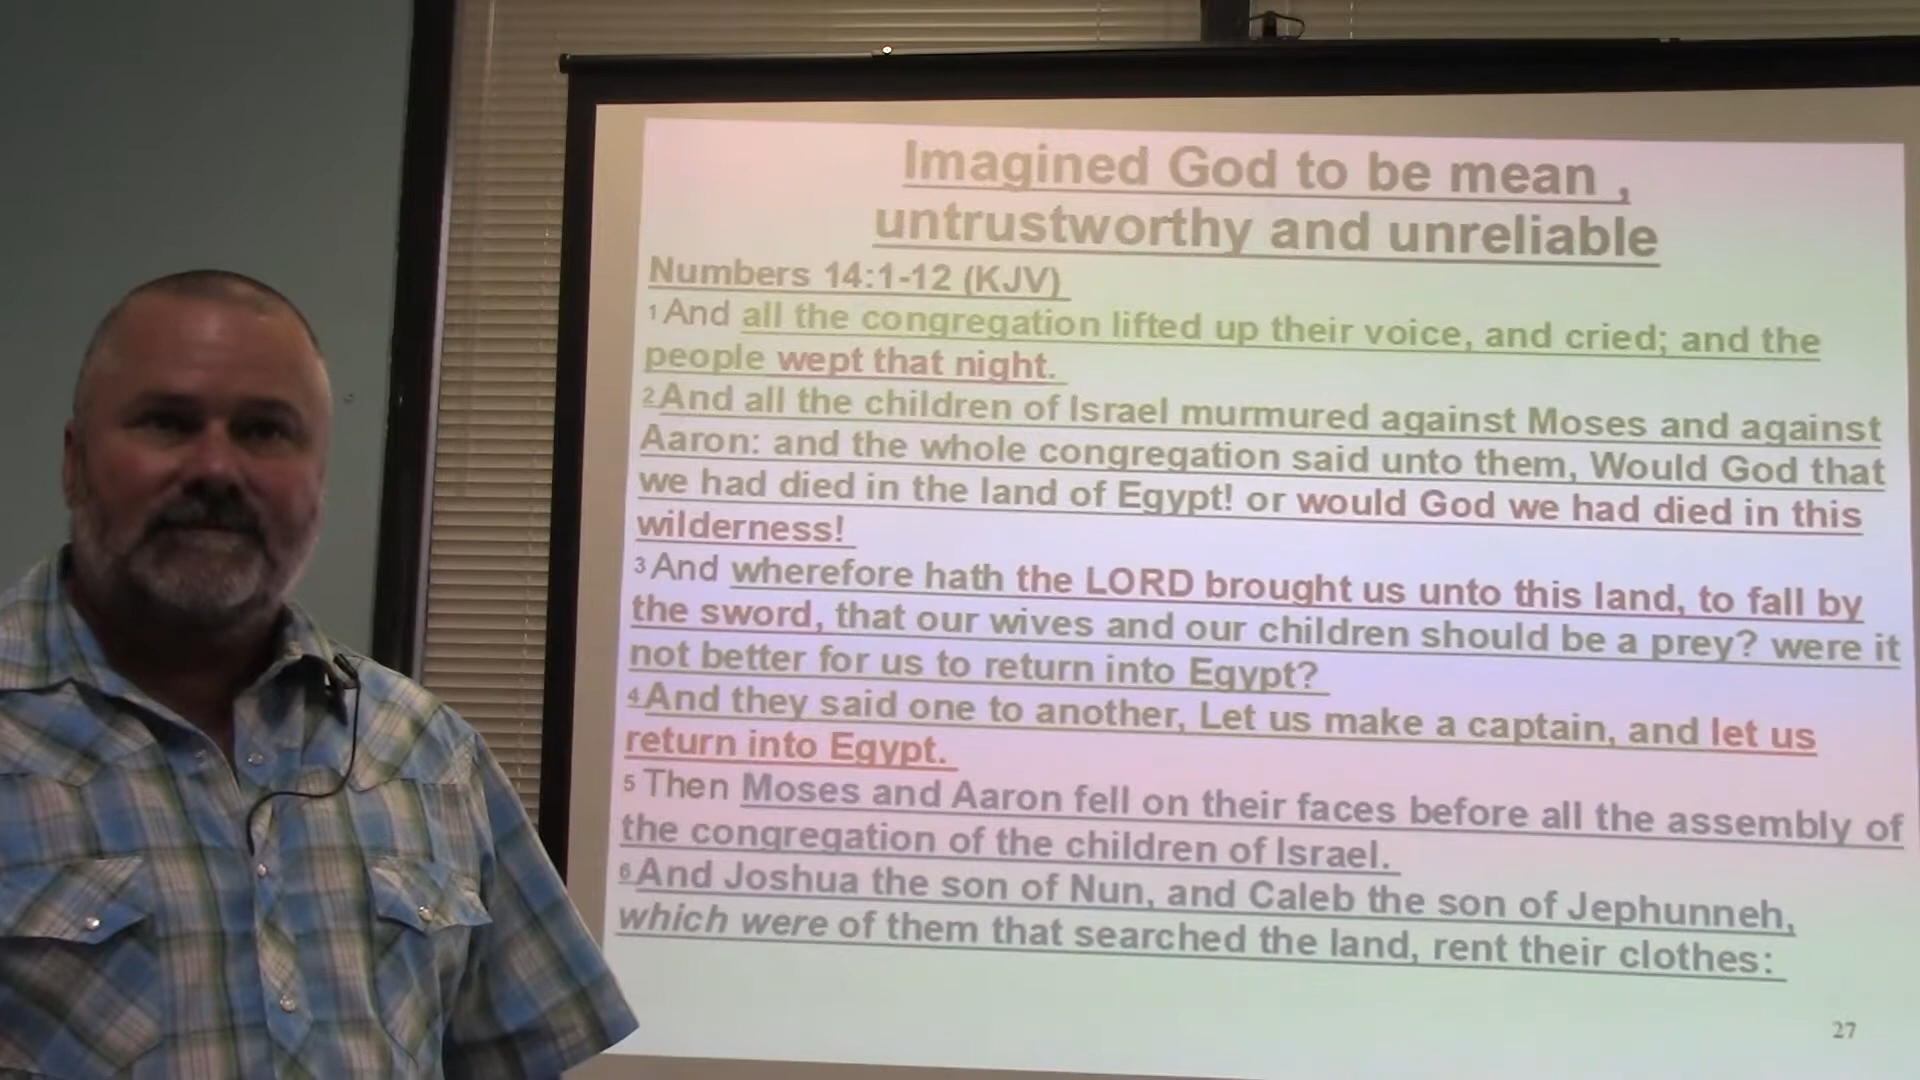 Imagined God to be mean ,
untrustworthy and unreliable
Numbers 14:1-12 (KJV)
1 And all the congregation lifted up their voice, and cried; and the
people wept that night.
2 And all the children of Israel murmured against Moses and against
Aaron: and the whole congregation said unto them, Would God that
we had died in the land of Egypt! or would God we had died in this
wilderness!
3 And wherefore hath the LORD brought us unto this land, to fall by
the sword, that our wives and our children should be a prey? were it
not better for us to return into Egypt?
4 And they said one to another, Let us make a captain, and let us
return into Egypt.
5 Then Moses and Aaron fell on their faces before all the assembly of
the congregation of the children of Israel.
6 And Joshua the son of Nun, and Caleb the son of Jephunneh,
which were of them that searched the land, rent their clothes:
27